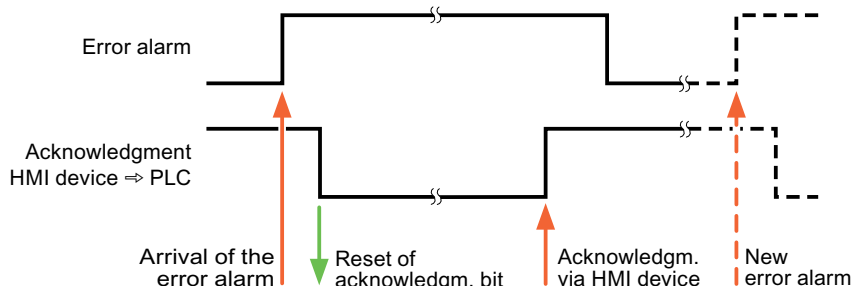 Error alarm
Acknowledgment
HMI device ⇨ PLC
Arrival of the
error alarm
Reset of
acknowledgm. bit
Acknowledgm.
via HMI device
New
error alarm